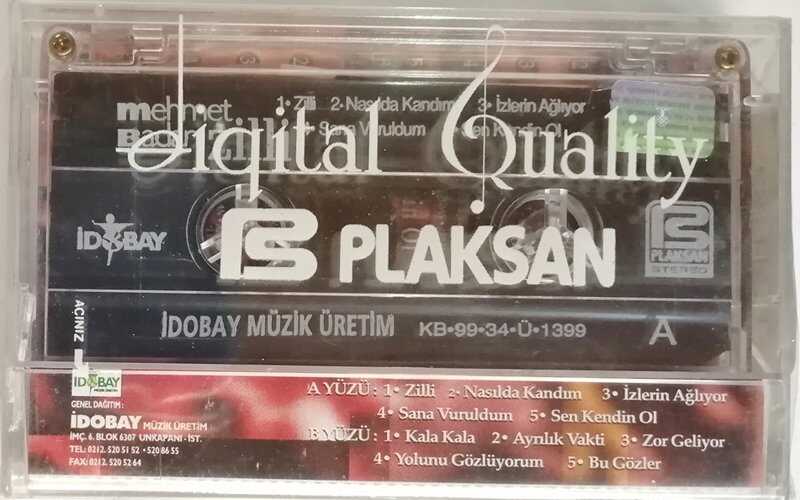 1• Zilli 2• Nasılda Kandım 3• İzlerin Ağlıyor
mehmet
• Sana Vuruldum • Sen Kendin Ol
Zilli
Digital Quality
İDOBAY
PLAKSAN
PLAKSAN
STEREO
AÇINIZ
İDOBAY MÜZİK ÜRETİM KB•99•34•Ü•1399 A
İDOBAY
MÜZİK ÜRETİM
GENEL DAĞITIM :
İDOBAY MÜZİK ÜRETİM
İMÇ. 6. BLOK 6307 UNKAPANI - İST.
TEL: 0212. 520 51 52 • 520 86 55
FAX: 0212. 520 52 64
A YÜZÜ : 1• Zilli 2• Nasılda Kandım 3• İzlerin Ağlıyor
4• Sana Vuruldum 5• Sen Kendin Ol
B YÜZÜ : 1• Kala Kala 2• Ayrılık Vakti 3• Zor Geliyor
4• Yolunu Gözlüyorum 5• Bu Gözler